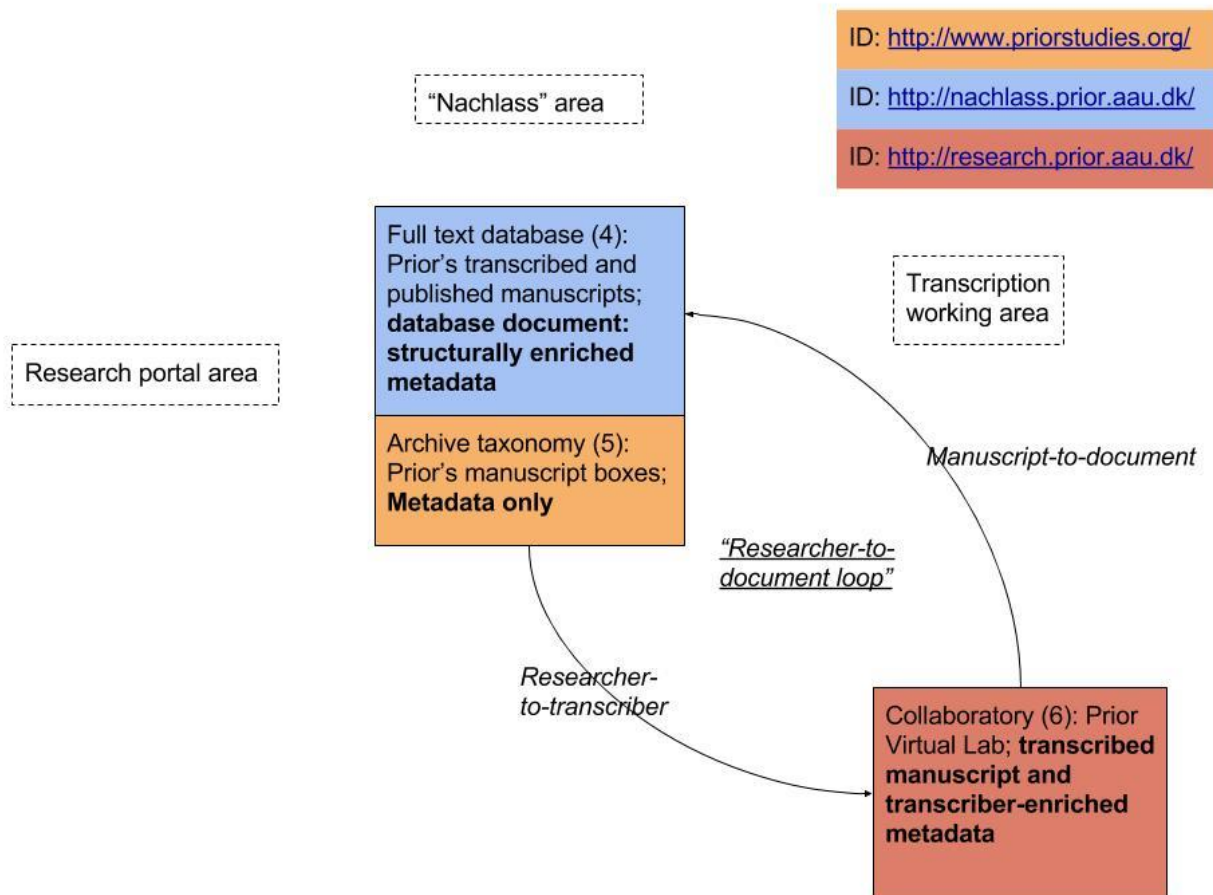 ID: http://www.priorstudies.org/
ID: http://nachlass.prior.aau.dk/
ID: http://research.prior.aau.dk/
“Nachlass” area
Full text database (4):
Prior’s transcribed and
published manuscripts;
database document:
structurally enriched
metadata
Transcription
working area
Research portal area
Archive taxonomy (5):
Prior’s manuscript boxes;
Metadata only
Manuscript-to-document
“Researcher-to-
document loop”
Researcher-
to-transcriber
Collaboratory (6): Prior
Virtual Lab; transcribed
manuscript and
transcriber-enriched
metadata